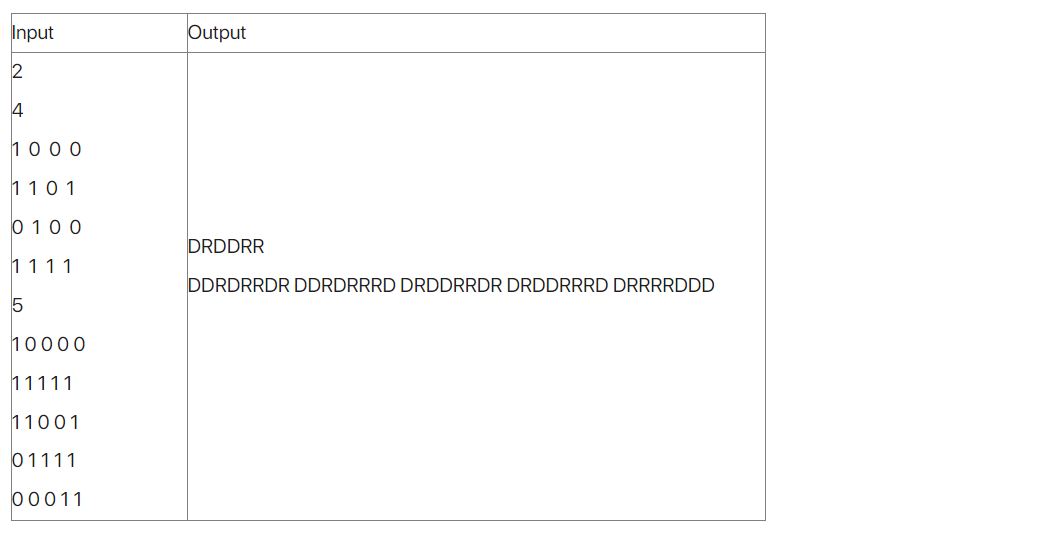 Input Output
2
4
1 0 0 0
1 1 0 1
0 1 0 0
1 1 1 1
5
1 0 0 0 0
1 1 1 1 1
1 1 0 0 1
0 1 1 1 1
0 0 0 1 1
DRDDRR
DDRDRRDR DDRDRRRD DRDDRRDR DRDDRRRD DRRRRDDD